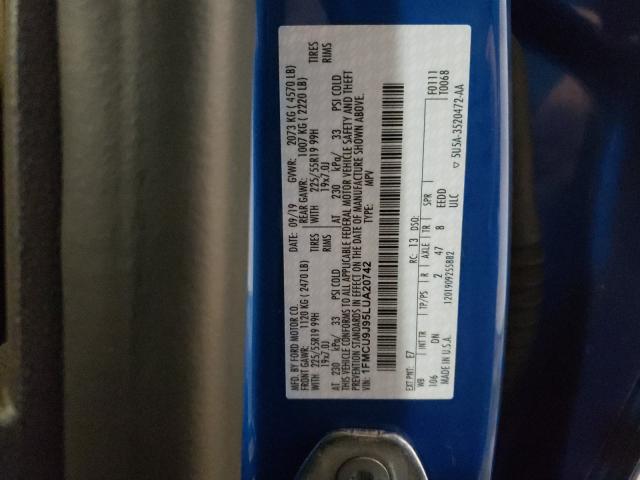 MFD. BY FORD MOTOR CO.
DATE: 09/19 GVWR: 2073 KG ( 4570 LB)
FRONT GAWR: 1120 KG ( 2470 LB) REAR GAWR: 1007 KG ( 2220 LB)
WITH 225/55R19 99H TIRES WITH 225/55R19 99H TIRES
19x7.0J RIMS 19x7.0J RIMS
AT 230 kPa/ 33 PSI COLD AT 230 kPa/ 33 PSI COLD
THIS VEHICLE CONFORMS TO ALL APPLICABLE FEDERAL MOTOR VEHICLE SAFETY AND THEFT
PREVENTION STANDARDS IN EFFECT ON THE DATE OF MANUFACTURE SHOWN ABOVE.
VIN: 1FMCU9J95LUA20742
TYPE: MPV
F0111
T0068
EXT PNT: E7 RC: 13 DSO:
WB INT TR TP/PS R AXLE TR SPR
106 DN 2 47 8 EEDD
ULC
MADE IN U.S.A. 1201909255882
5U5A-3520472-AA